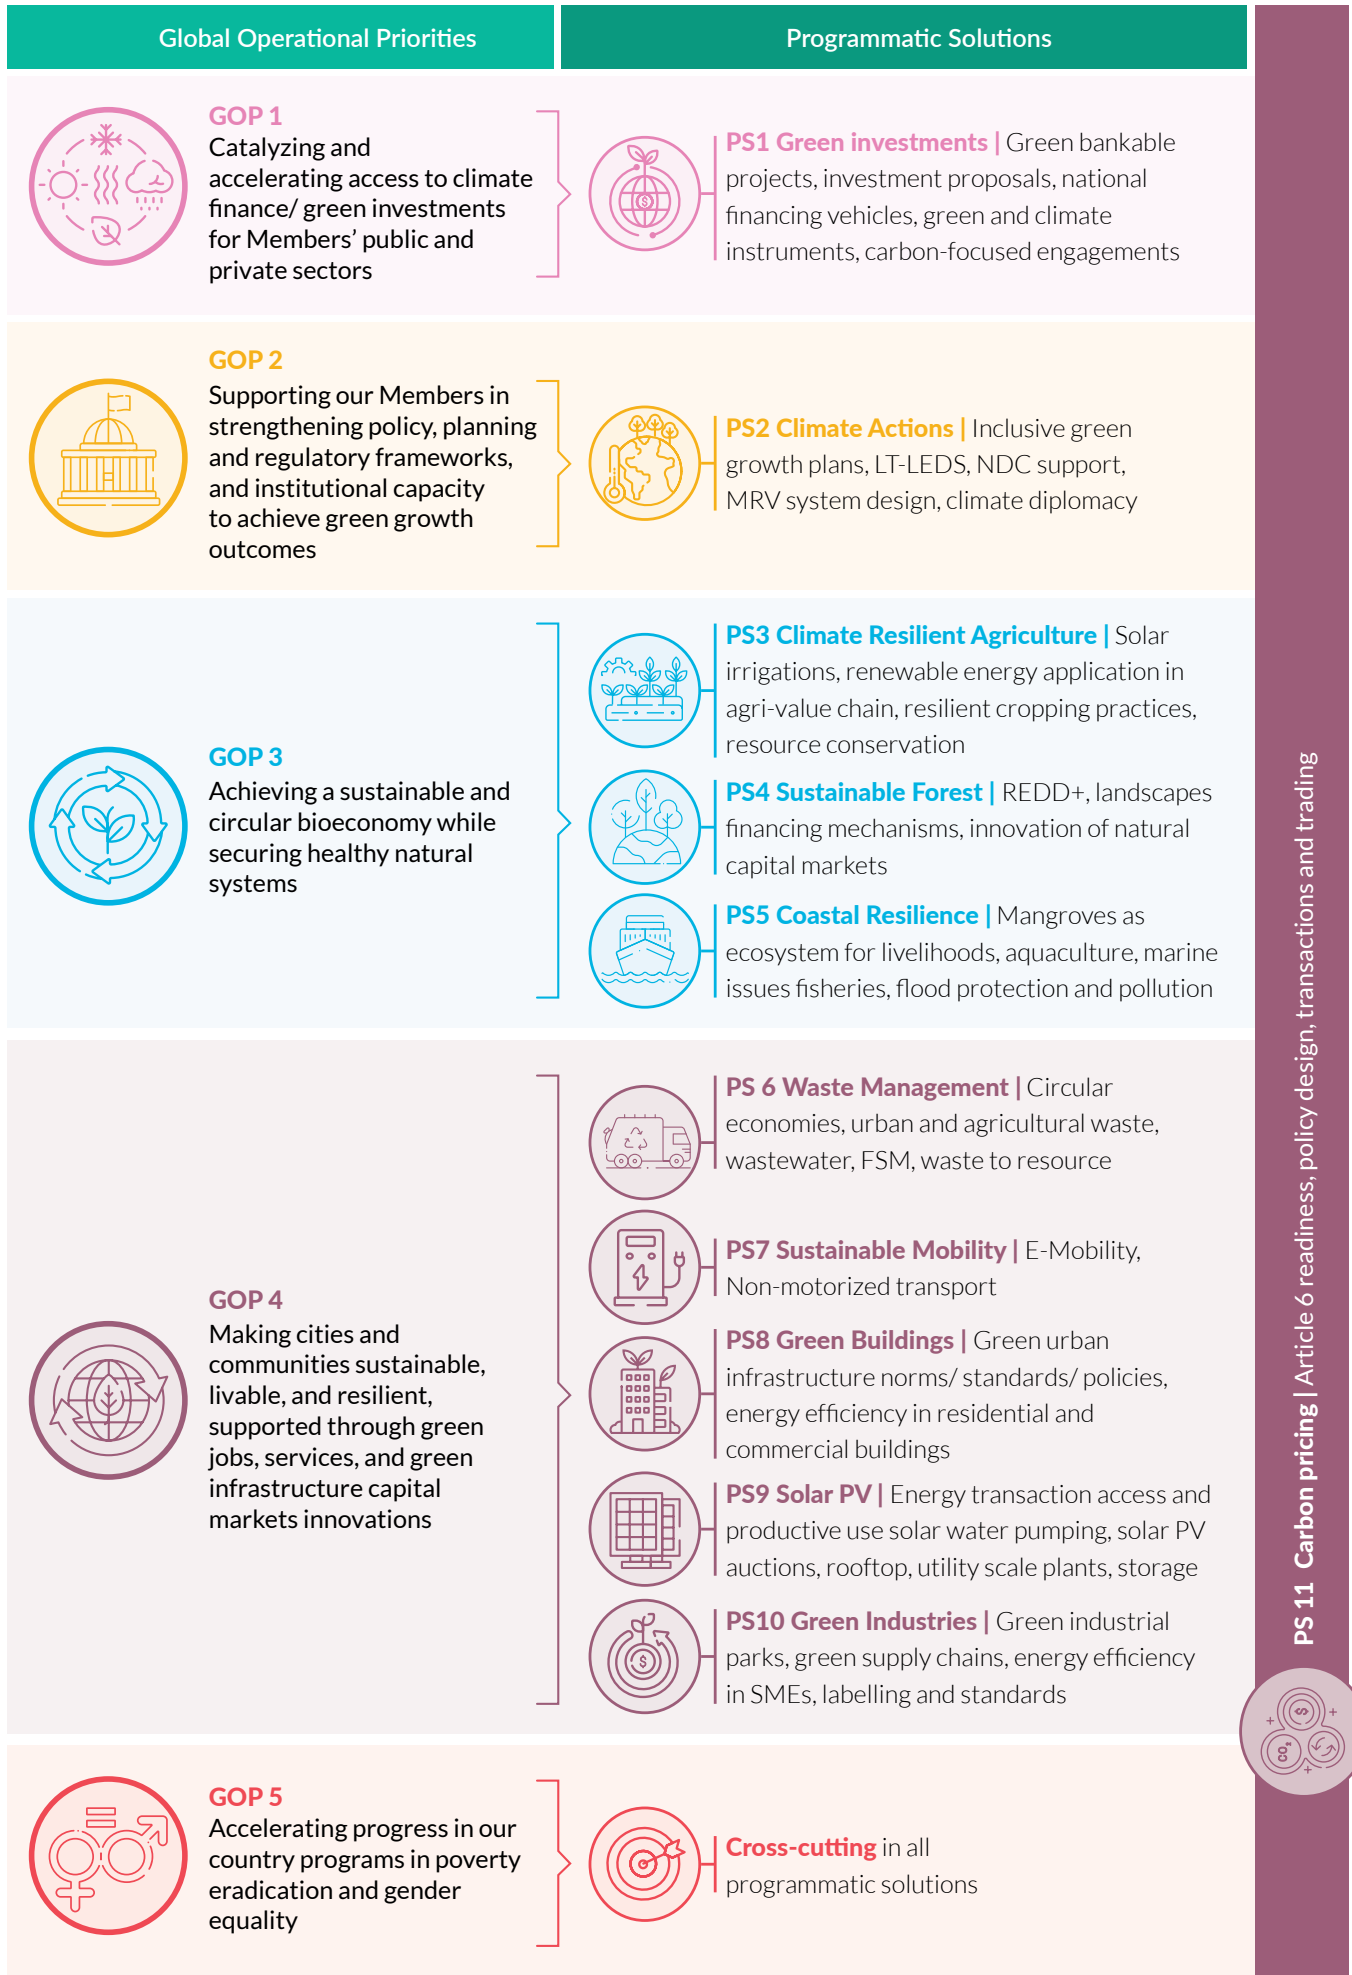 Global Operational Priorities
Programmatic Solutions
GOP 1
Catalyzing and
accelerating access to climate
finance/ green investments
for Members’ public and
private sectors
PS1 Green investments | Green bankable
projects, investment proposals, national
financing vehicles, green and climate
instruments, carbon-focused engagements
$
GOP 2
Supporting our Members in
strengthening policy, planning
and regulatory frameworks,
and institutional capacity
to achieve green growth
outcomes
PS2 Climate Actions | Inclusive green
growth plans, LT-LEDS, NDC support,
MRV system design, climate diplomacy
GOP 3
Achieving a sustainable and
circular bioeconomy while
securing healthy natural
systems
PS3 Climate Resilient Agriculture | Solar
irrigations, renewable energy application in
agri-value chain, resilient cropping practices,
resource conservation
PS4 Sustainable Forest | REDD+, landscapes
financing mechanisms, innovation of natural
capital markets
PS5 Coastal Resilience | Mangroves as
ecosystem for livelihoods, aquaculture, marine
issues fisheries, flood protection and pollution
GOP 4
Making cities and
communities sustainable,
livable, and resilient,
supported through green
jobs, services, and green
infrastructure capital
markets innovations
PS 6 Waste Management | Circular
economies, urban and agricultural waste,
wastewater, FSM, waste to resource
PS7 Sustainable Mobility | E-Mobility,
Non-motorized transport
PS8 Green Buildings | Green urban
infrastructure norms/ standards/ policies,
energy efficiency in residential and
commercial buildings
PS9 Solar PV | Energy transaction access and
productive use solar water pumping, solar PV
auctions, rooftop, utility scale plants, storage
PS10 Green Industries | Green industrial
parks, green supply chains, energy efficiency
in SMEs, labelling and standards
$
GOP 5
Accelerating progress in our
country programs in poverty
eradication and gender
equality
Cross-cutting in all
programmatic solutions
PS 11 Carbon pricing | Article 6 readiness, policy design, transactions and trading
$
CO₂